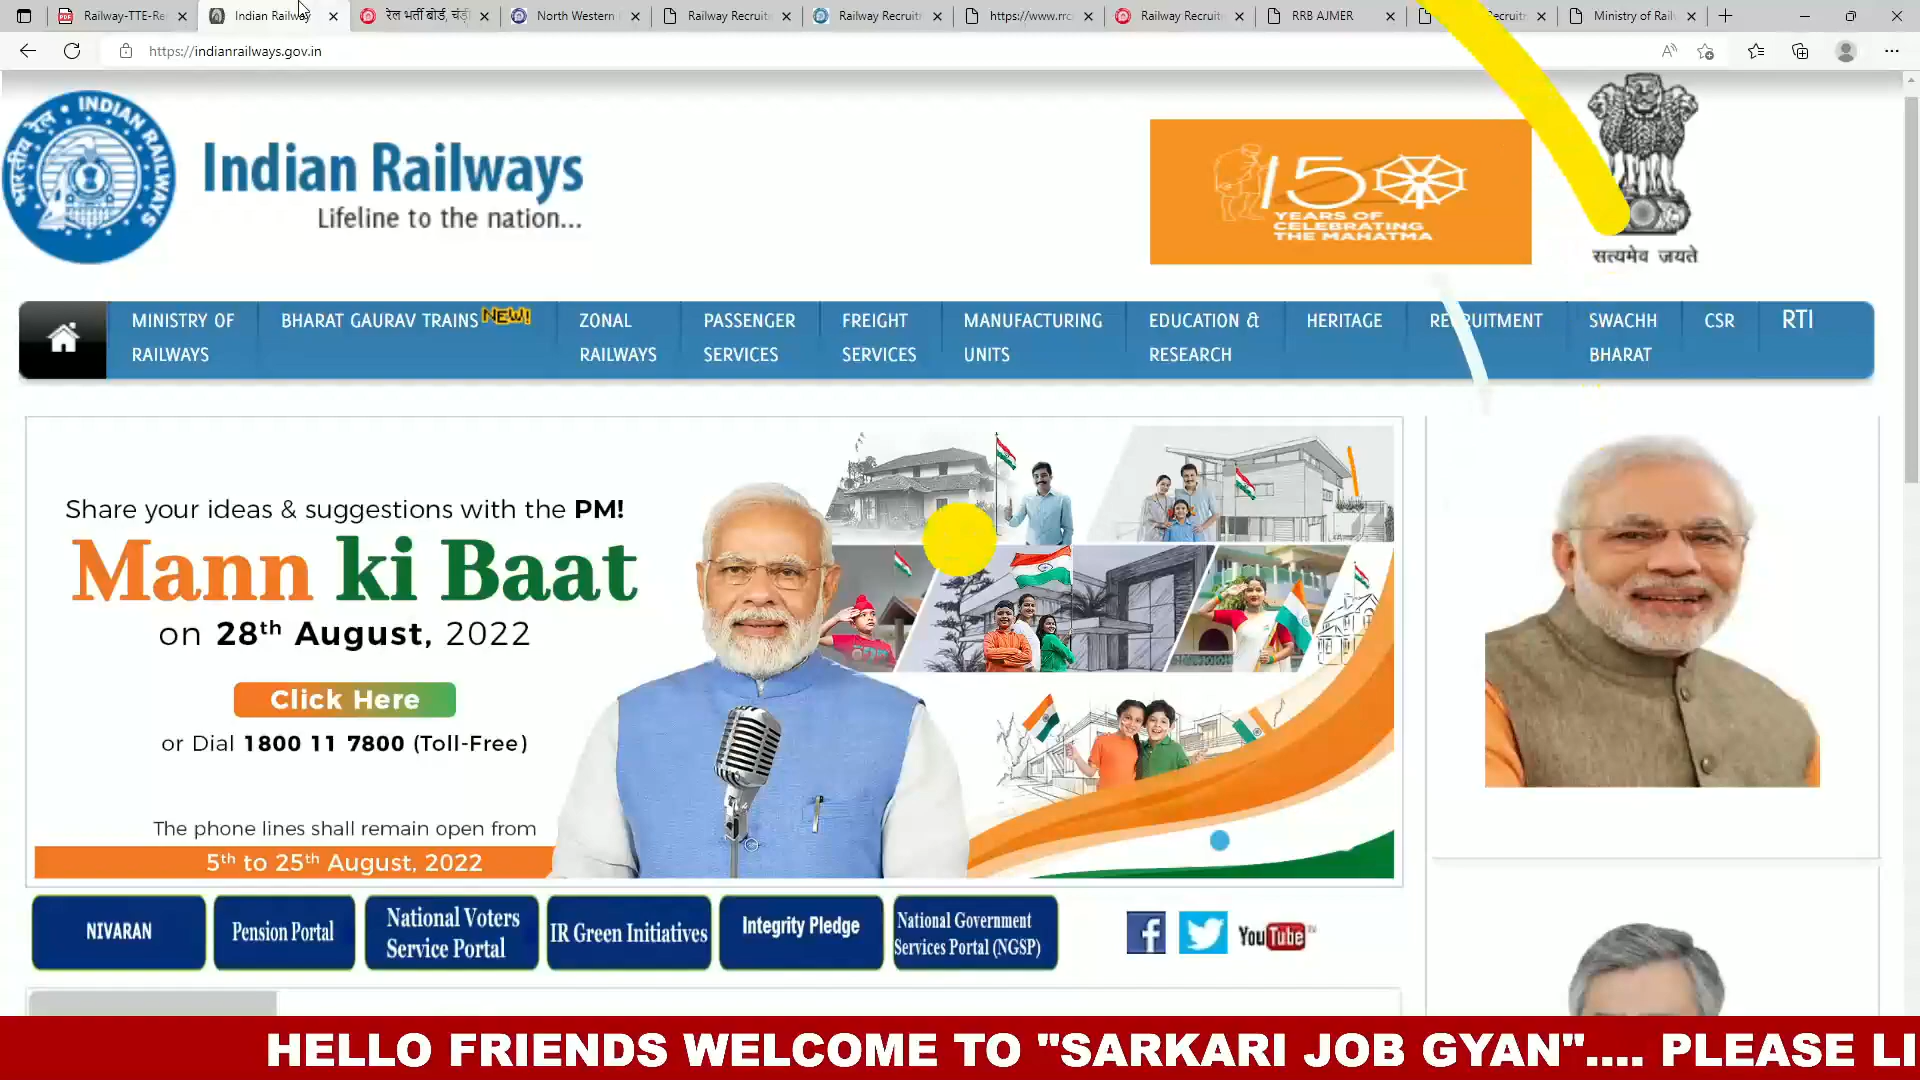 Railway-TTE-Re
Indian Railways
रेल भर्ती बोर्ड, चंडी
North Western
Railway Recruit
Railway Recruit
https://www.rrc
Railway Recruit
RRB AJMER
Recruit
Ministry of Rail
https://indianrailways.gov.in
INDIAN RAILWAYS
भारतीय रेल
Indian Railways
Lifeline to the nation...
150
YEARS OF
CELEBRATING
THE MAHATMA
सत्यमेव जयते
MINISTRY OF
RAILWAYS
BHARAT GAURAV TRAINS NEW!
ZONAL
RAILWAYS
PASSENGER
SERVICES
FREIGHT
SERVICES
MANUFACTURING
UNITS
EDUCATION &
RESEARCH
HERITAGE
RECRUITMENT
SWACHH
BHARAT
CSR
RTI
Share your ideas & suggestions with the PM!
Mann ki Baat
on 28th August, 2022
Click Here
or Dial 1800 11 7800 (Toll-Free)
The phone lines shall remain open from
5th to 25th August, 2022
NIVARAN
Pension Portal
National Voters
Service Portal
IR Green Initiatives
Integrity Pledge
National Government
Services Portal (NGSP)
YouTube
HELLO FRIENDS WELCOME TO "SARKARI JOB GYAN".... PLEASE LI